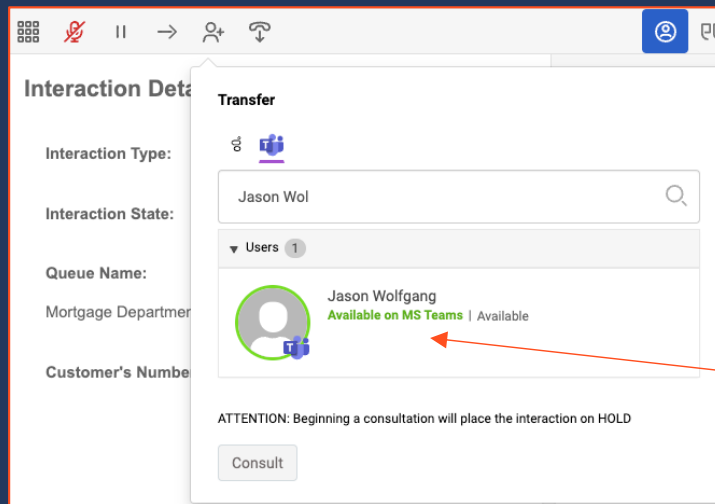 Interaction Deta
Transfer
Interaction Type:
Jason Wol
Interaction State:
Users 1
Queue Name:
Jason Wolfgang
Available on MS Teams | Available
Mortgage Departmen
Customer's Numbe
ATTENTION: Beginning a consultation will place the interaction on HOLD
Consult